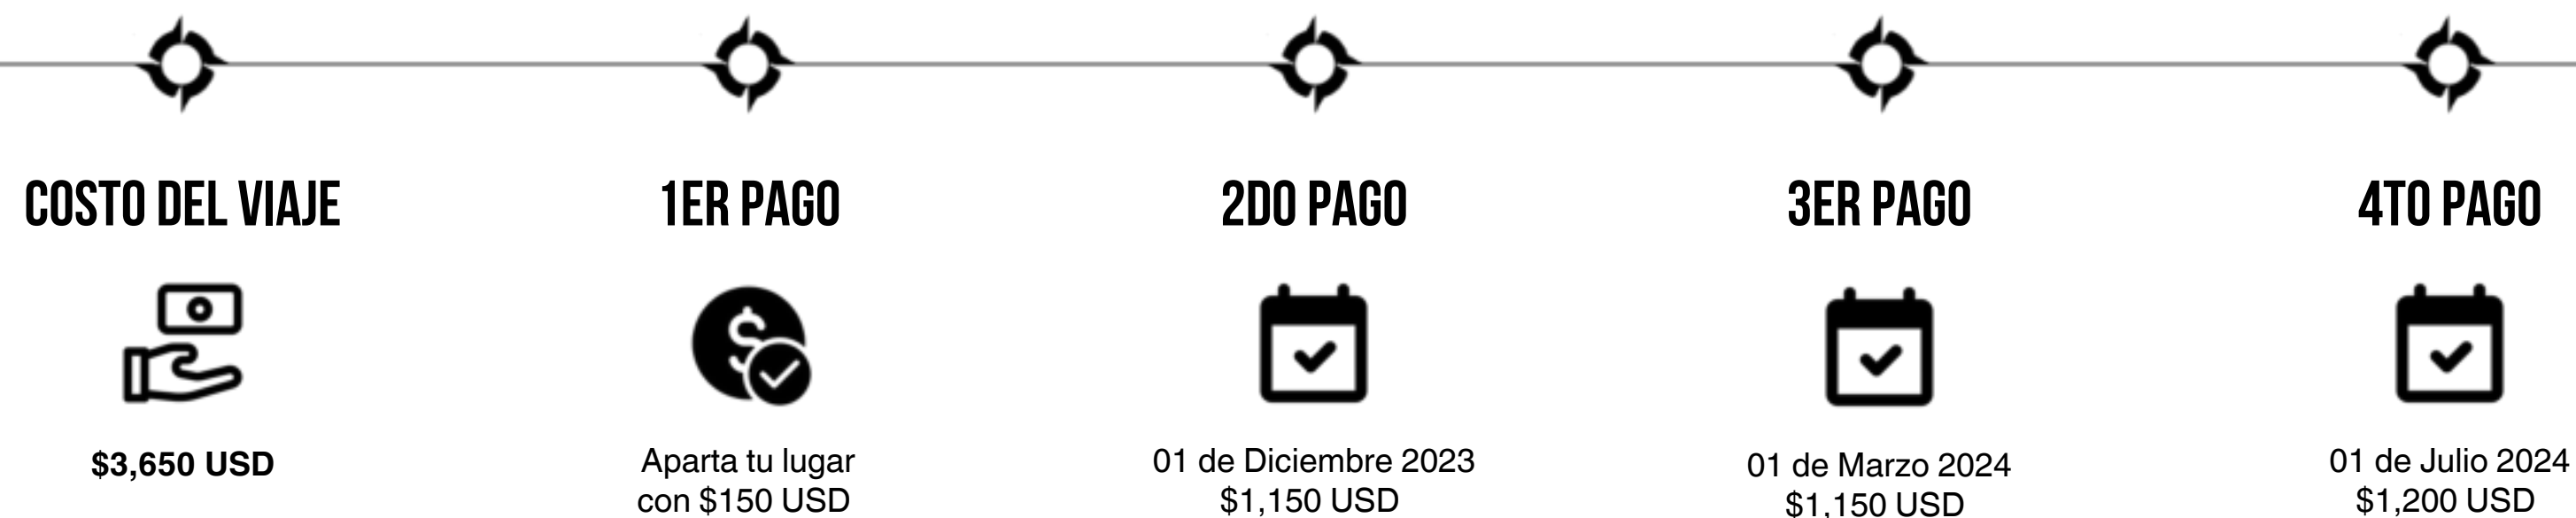 COSTO DEL VIAJE
$3,650 USD
1ER PAGO
Aparta tu lugar
con $150 USD
2DO PAGO
01 de Diciembre 2023
$1,150 USD
3ER PAGO
01 de Marzo 2024
$1,150 USD
4TO PAGO
01 de Julio 2024
$1,200 USD